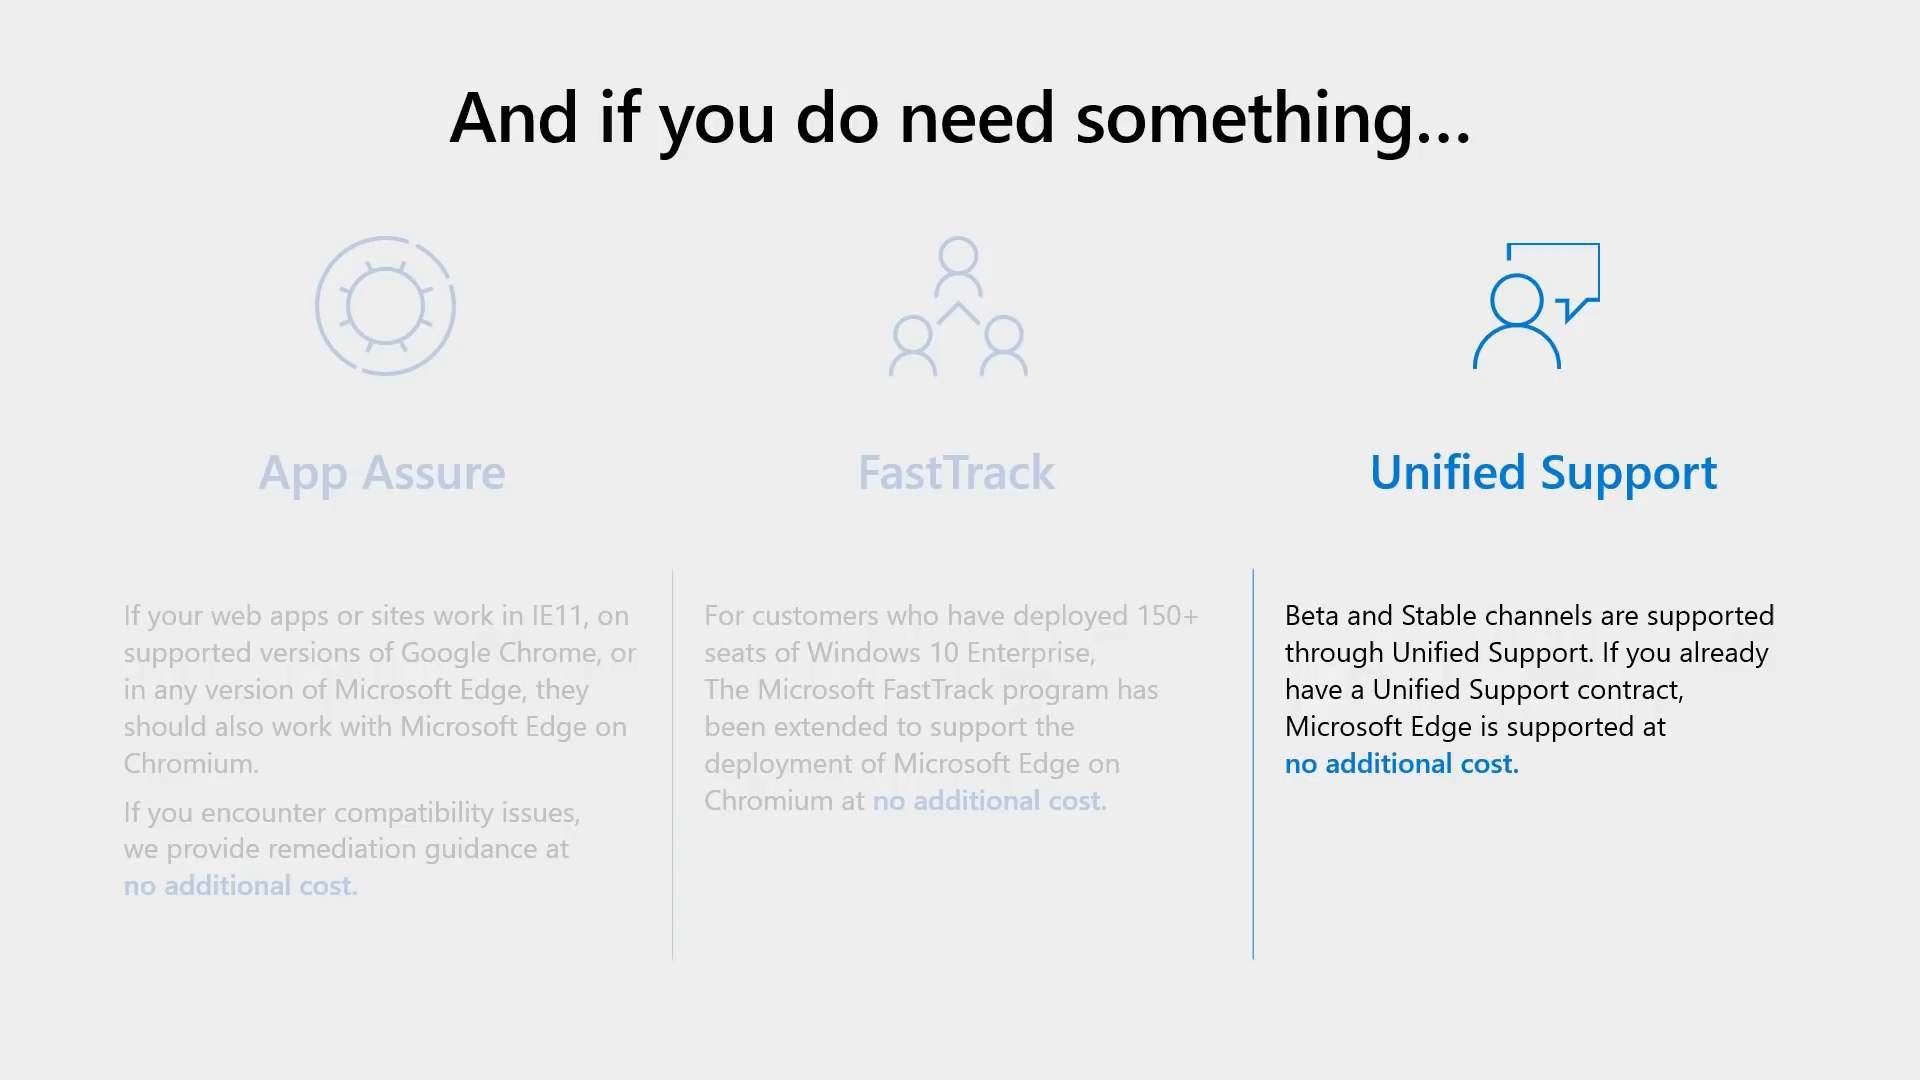 And if you do need something...
App Assure
If your web apps or sites work in IE11, on
supported versions of Google Chrome, or
in any version of Microsoft Edge, they
should also work with Microsoft Edge on
Chromium.
If you encounter compatibility issues,
we provide remediation guidance at
no additional cost.
FastTrack
For customers who have deployed 150+
seats of Windows 10 Enterprise,
The Microsoft FastTrack program has
been extended to support the
deployment of Microsoft Edge on
Chromium at no additional cost.
Unified Support
Beta and Stable channels are supported
through Unified Support. If you already
have a Unified Support contract,
Microsoft Edge is supported at
no additional cost.